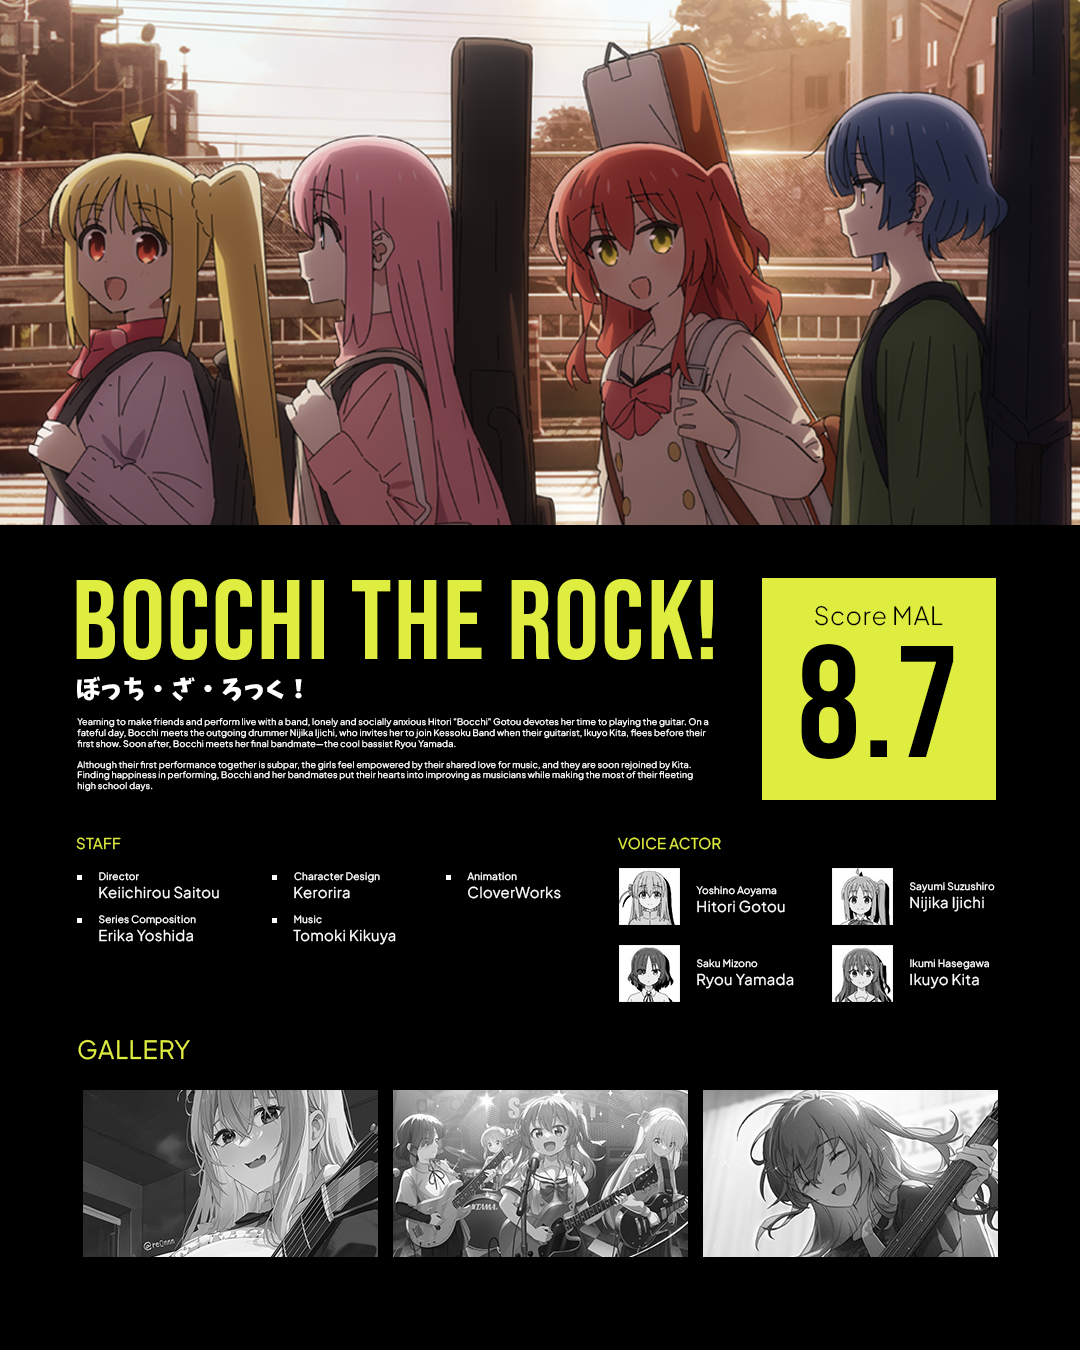 BOCCHI THE ROCK!
ぼっち・ざ・ろっく！
Yearning to make friends and perform live with a band, lonely and socially anxious Hitori "Bocchi" Gotou devotes her time to playing the guitar. On a
fateful day, Bocchi meets the outgoing drummer Nijika Ijichi, who invites her to join Kessoku Band when their guitarist, Ikuyo Kita, flees before their
first show. Soon after, Bocchi meets her final bandmate—the cool bassist Ryou Yamada.
Although their first performance together is subpar, the girls feel empowered by their shared love for music, and they are soon rejoined by Kita.
Finding happiness in performing, Bocchi and her bandmates put their hearts into improving as musicians while making the most of their fleeting
high school days.
Score MAL
8.7
STAFF
Director
Keiichirou Saitou
Character Design
Kerorira
Animation
CloverWorks
Series Composition
Erika Yoshida
Music
Tomoki Kikuya
VOICE ACTOR
Yoshino Aoyama
Hitori Gotou
Sayumi Suzushiro
Nijika Ijichi
Saku Mizono
Ryou Yamada
Ikumi Hasegawa
Ikuyo Kita
GALLERY
@re0nnn
TAMA